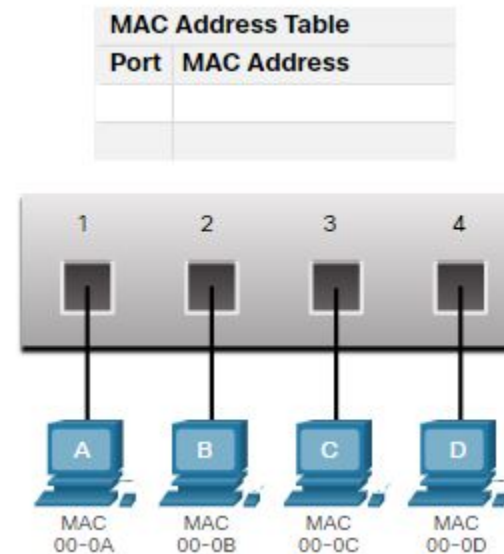 MAC Address Table
Port MAC Address
1 2 3 4
A B C D
MAC MAC MAC MAC
00-0A 00-0B 00-0C 00-0D